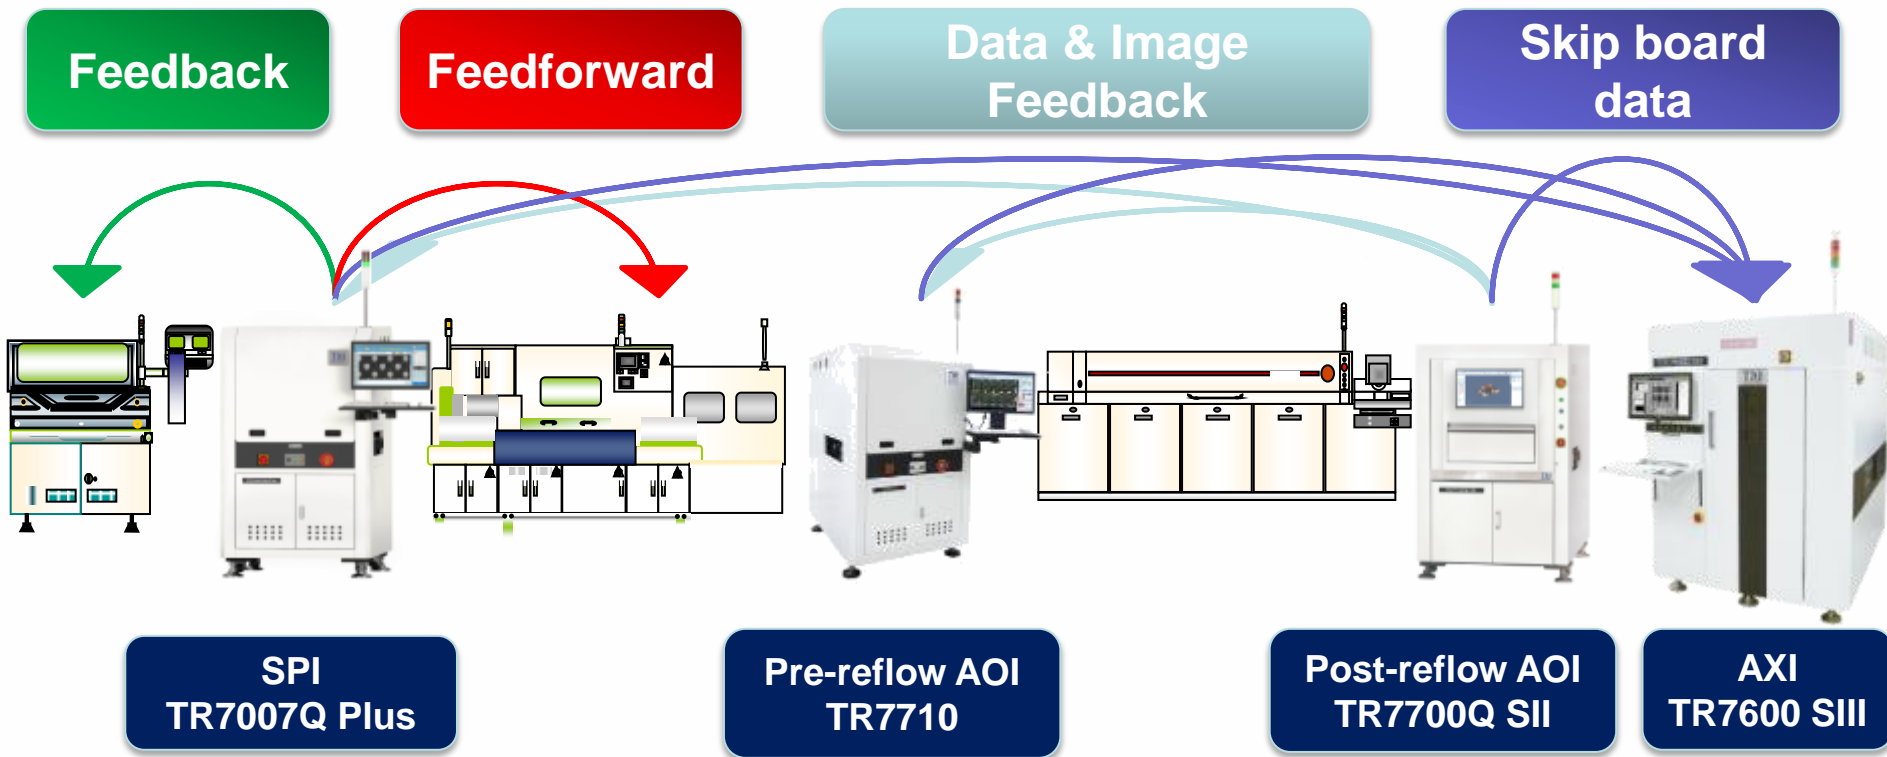 Feedback
Feedforward
Data & Image
Feedback
Skip board
data
SPI
TR7007Q Plus
Pre-reflow AOI
TR7710
Post-reflow AOI
TR7700Q SII
AXI
TR7600 SIII